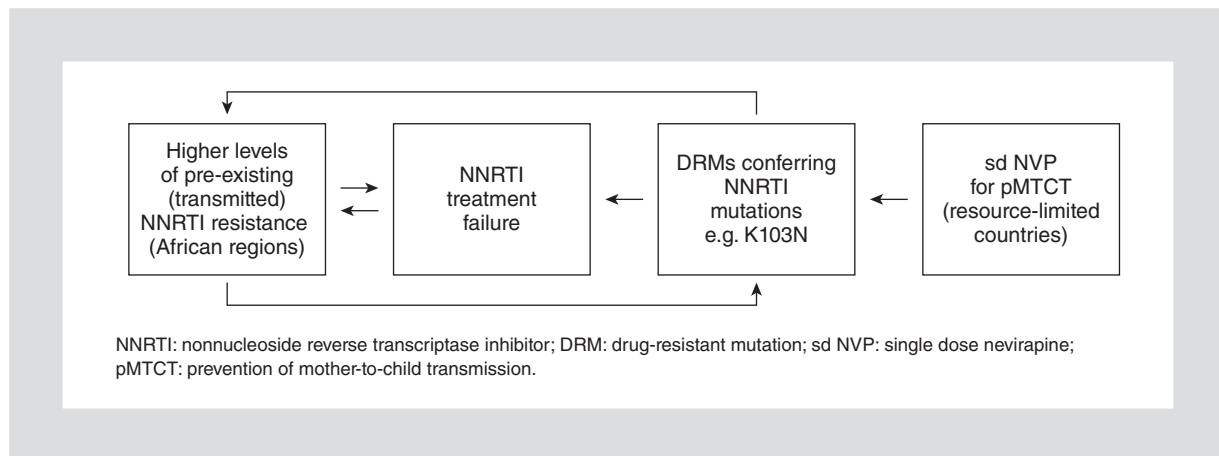 Higher levels
of pre-existing
(transmitted)
NNRTI resistance
(African regions)
NNRTI
treatment
failure
DRMs conferring
NNRTI
mutations
e.g. K103N
sd NVP
for pMTCT
(resource-limited
countries)
NNRTI: nonnucleoside reverse transcriptase inhibitor; DRM: drug-resistant mutation; sd NVP: single dose nevirapine;
pMTCT: prevention of mother-to-child transmission.